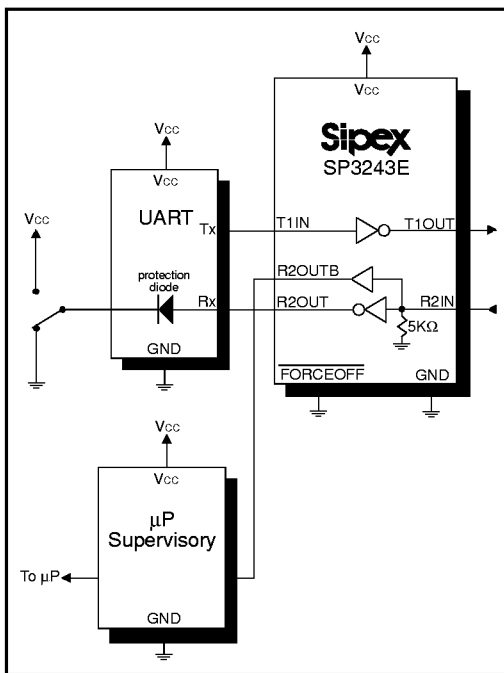 VCC
VCC
Sipex
SP3243E
VCC
VCC
UART
VCC
Tx
T1IN
T1OUT
R2OUTB
protection
diode
Rx
R2OUT
R2IN
5KΩ
GND
FORCEOFF
GND
VCC
VCC
µP
Supervisory
To µP
GND